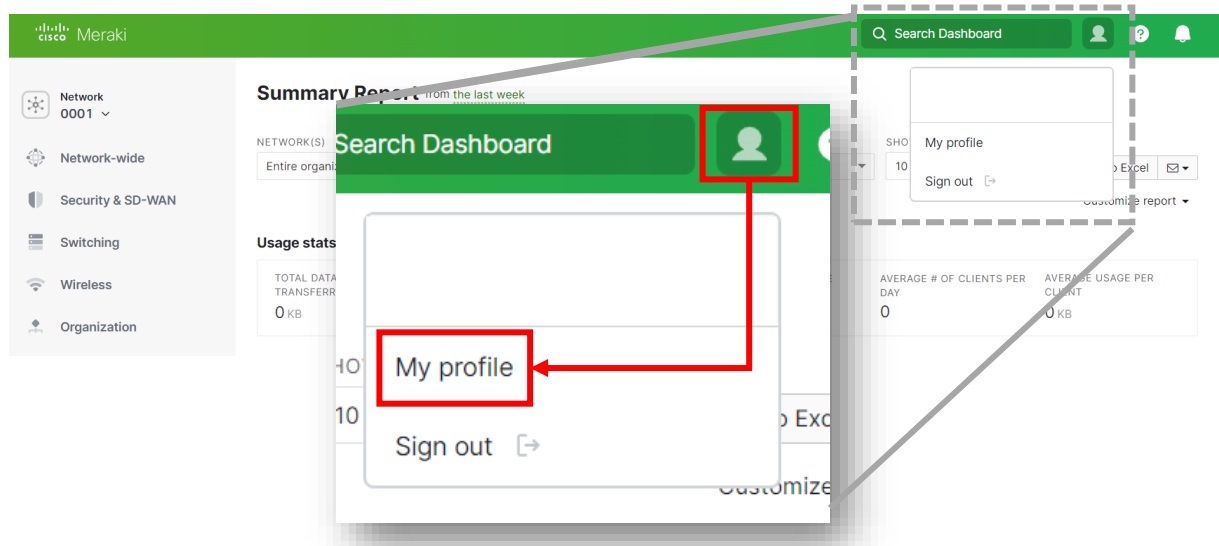 CISCO Meraki
Search Dashboard
Network
0001
Network-wide
Security & SD-WAN
Switching
Wireless
Organization
Summary Report from the last week
NETWORK(S)
Entire organiz
SHO
10
My profile
Sign out
o Excel
Customize report
Usage stats
TOTAL DATA
TRANSFERR
0 KB
AVERAGE # OF CLIENTS PER
DAY
0
AVERAGE USAGE PER
CLIENT
0 KB
Search Dashboard
HO
My profile
10
o Exc
Sign out
Customize